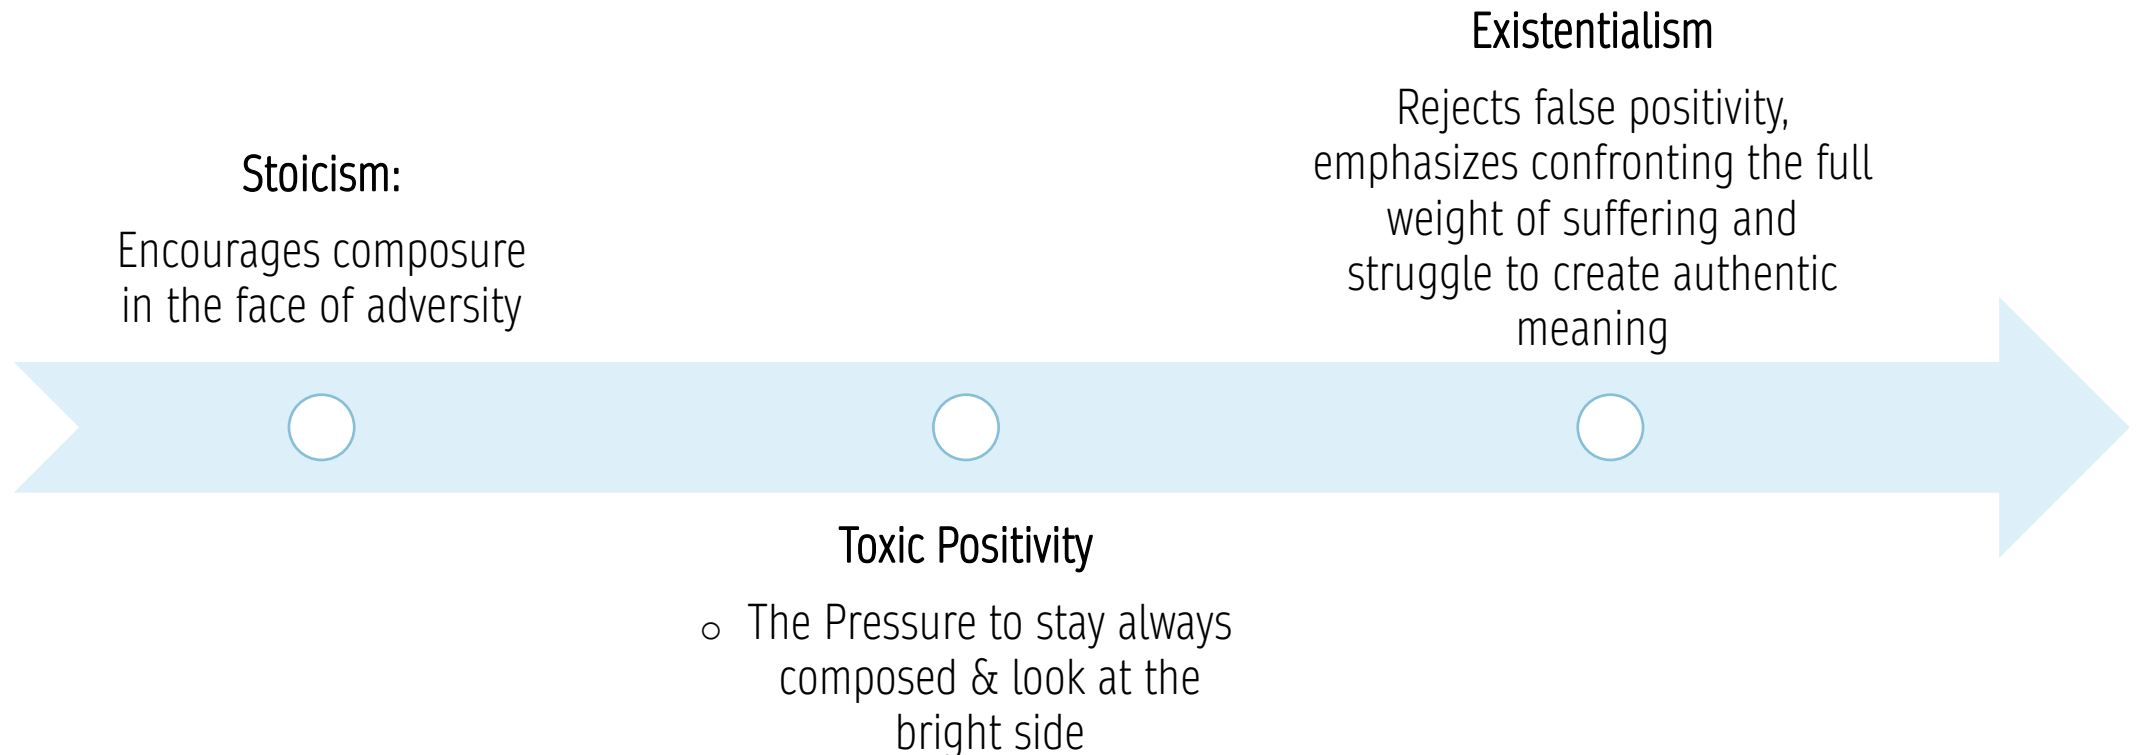 Stoicism:
Encourages composure
in the face of adversity
Toxic Positivity
○ The Pressure to stay always
composed & look at the
bright side
Existentialism
Rejects false positivity,
emphasizes confronting the full
weight of suffering and
struggle to create authentic
meaning